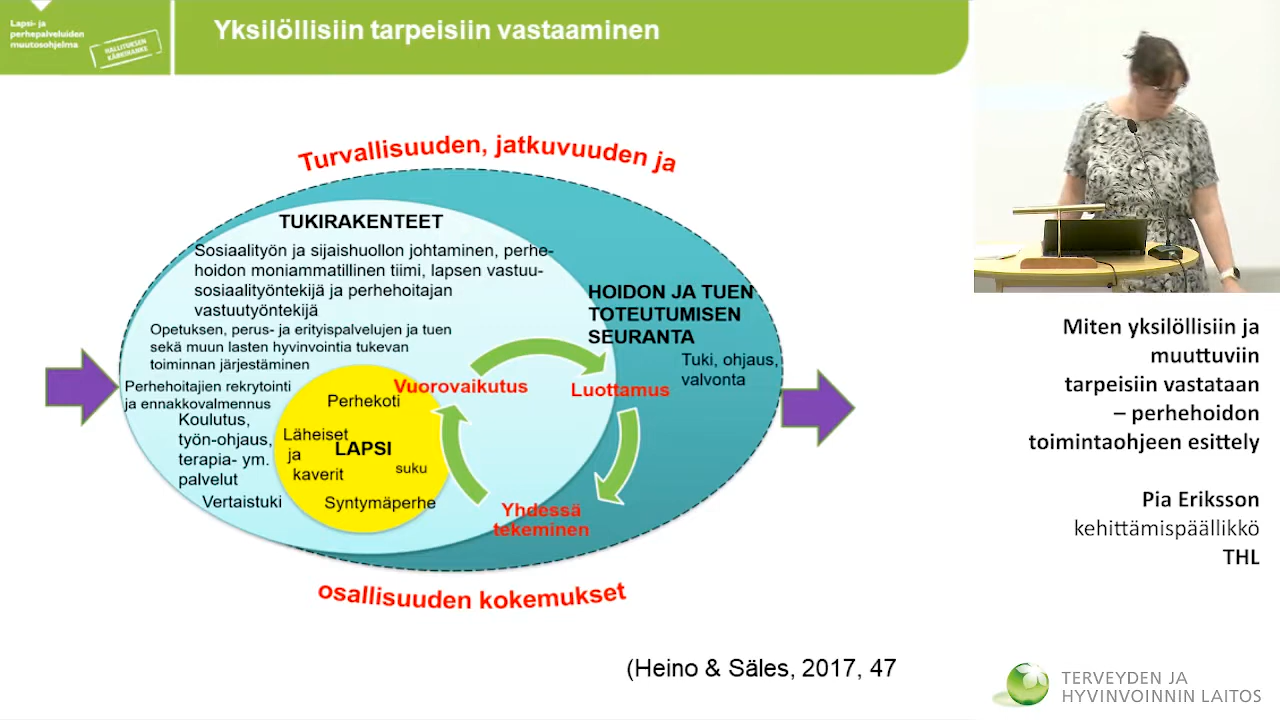 Lapsi- ja
perhepalveluiden
muutosohjelma
HALLITUKSEN
KÄRKIHANKE
Yksilöllisiin tarpeisiin vastaaminen
Turvallisuuden, jatkuvuuden ja
TUKIRAKENTEET
Sosiaalityön ja sijaishuollon johtaminen, perhe-
hoidon moniammatillinen tiimi, lapsen vastuu-
sosiaalityöntekijä ja perhehoitajan
vastuutyöntekijä
Opetuksen, perus- ja erityispalvelujen ja tuen
sekä muun lasten hyvinvointia tukevan
toiminnan järjestäminen
Perhehoitajien rekrytointi
ja ennakkovalmennus
Koulutus,
työn-ohjaus,
terapia- ym.
palvelut
Vertaistuki
Perhekoti
Läheiset
ja
kaverit
LAPSI
suku
Syntymäperhe
Vuorovaikutus
Luottamus
Yhdessä
tekeminen
HOIDON JA TUEN
TOTEUTUMISEN
SEURANTA
Tuki, ohjaus,
valvonta
osallisuuden kokemukset
(Heino & Säles, 2017, 47
Miten yksilöllisiin ja
muuttuviin
tarpeisiin vastataan
– perhehoidon
toimintaohjeen esittely
Pia Eriksson
kehittämispäällikkö
THL
TERVEYDEN JA
HYVINVOINNIN LAITOS